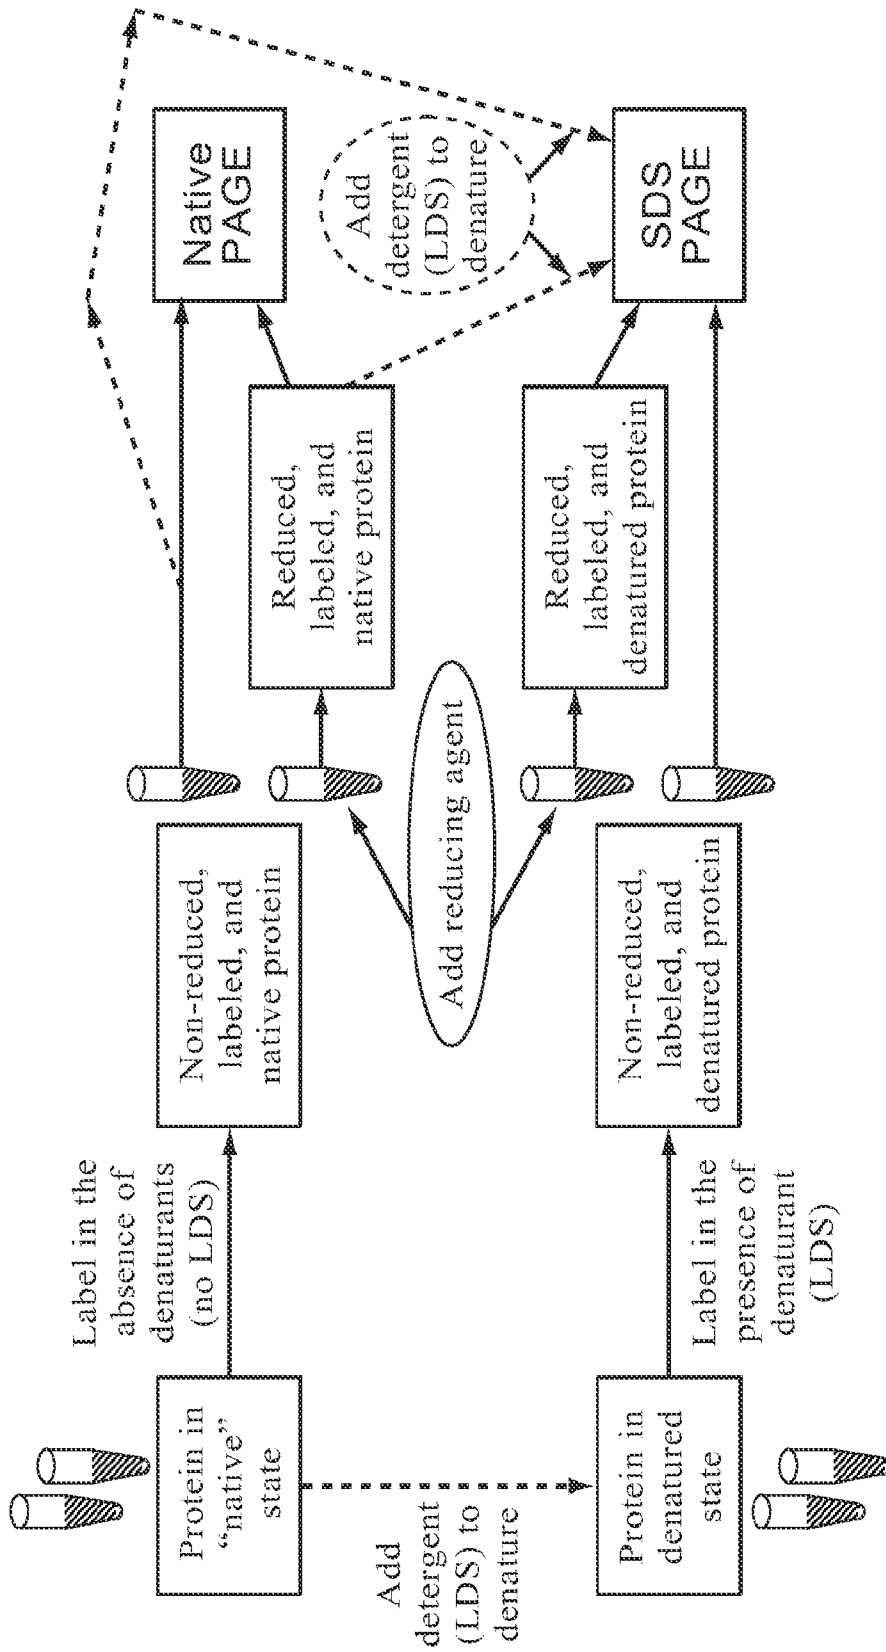 Protein in
“native”
state
Label in the
absence of
denaturants
(no LDS)
Non-reduced,
labeled, and
native protein
Reduced,
labeled, and
native protein
Native
PAGE
Add
detergent
(LDS) to
denature
Add reducing agent
Add
detergent
(LDS) to
denature
Protein in
denatured
state
Label in the
presence of
denaturant
(LDS)
Non-reduced,
labeled, and
denatured protein
Reduced,
labeled, and
denatured protein
SDS
PAGE